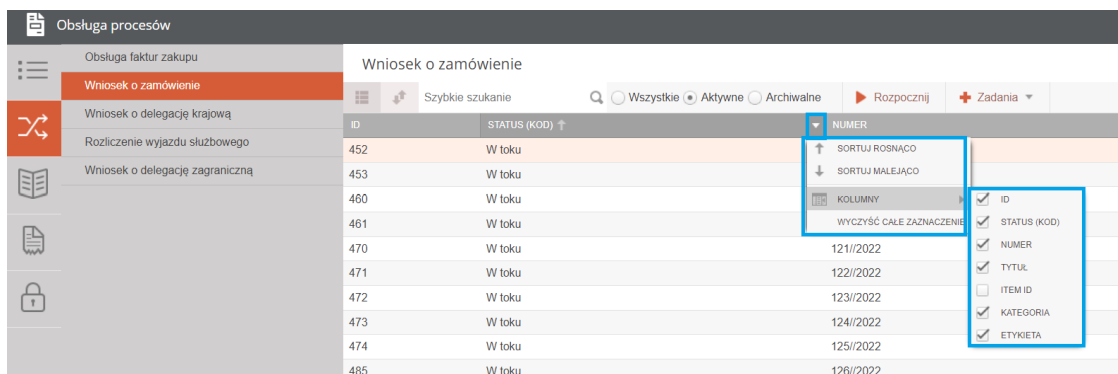 Obsługa procesów
Obsługa faktur zakupu
Wniosek o zamówienie
Wniosek o delegację krajową
Rozliczenie wyjazdu służbowego
Wniosek o delegację zagraniczną
Wniosek o zamówienie
Szybkie szukanie Wszystkie Aktywne Archiwalne Rozpocznij Zadania
ID STATUS (KOD) NUMER
452 W toku
453 W toku
460 W toku
461 W toku
470 W toku 121//2022
471 W toku 122//2022
472 W toku 123//2022
473 W toku 124//2022
474 W toku 125//2022
485 W toku 126//2022
SORTUJ ROSNĄCO
SORTUJ MALEJĄCO
KOLUMNY
WYCZYŚĆ CAŁE ZAZNACZENIE
ID
STATUS (KOD)
NUMER
TYTUŁ
ITEM ID
KATEGORIA
ETYKIETA